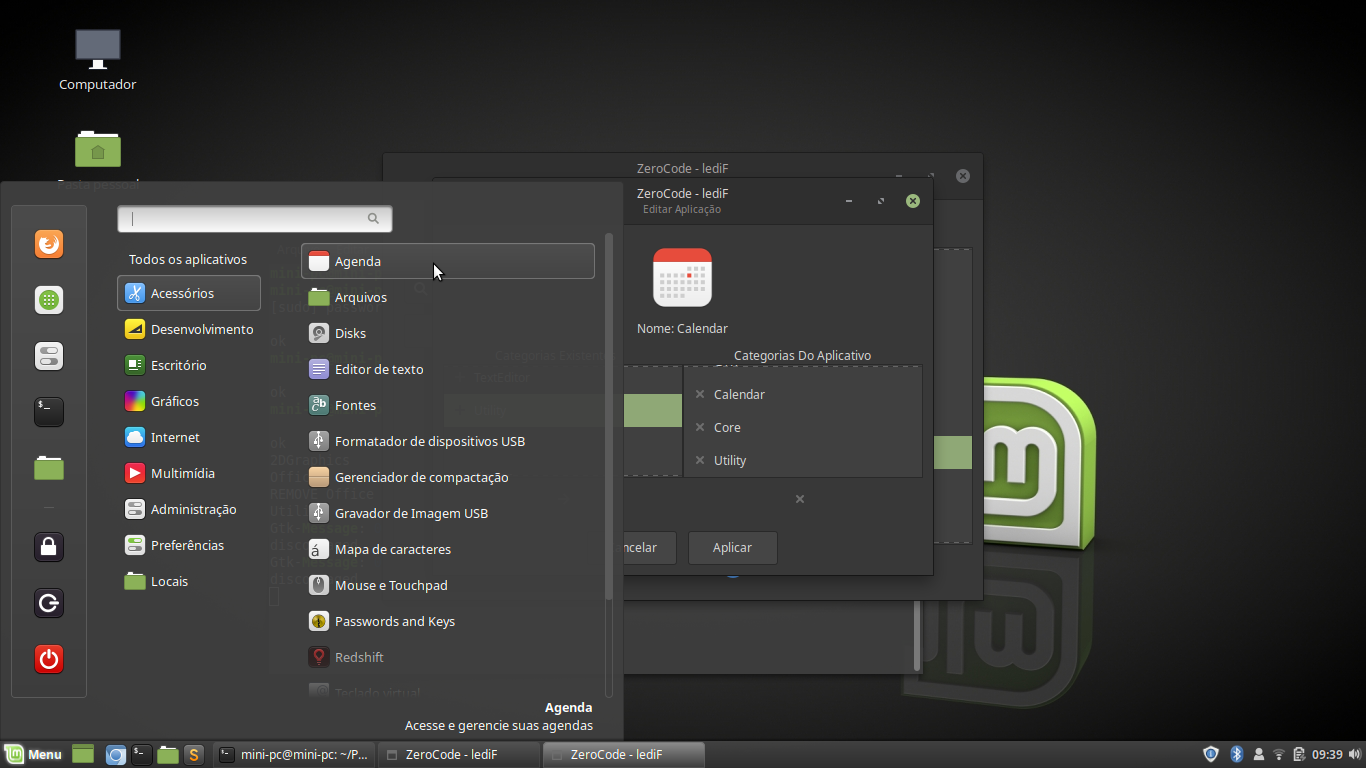 Computador
Pasta pessoal
ZeroCode - lediF
ZeroCode - lediF
Editar Aplicação
Nome: Calendar
Categorias Do Aplicativo
Calendar
Core
Utility
ncelar
Aplicar
Todos os aplicativos
Acessórios
Desenvolvimento
Escritório
Gráficos
Internet
Multimídia
Administração
Preferências
Locais
Agenda
Arquivos
Disks
Editor de texto
Fontes
Formatador de dispositivos USB
Gerenciador de compactação
Gravador de Imagem USB
Mapa de caracteres
Mouse e Touchpad
Passwords and Keys
Redshift
Teclado virtual
Agenda
Acesse e gerencie suas agendas
Menu
mini-pc@mini-pc: ~/P...
ZeroCode - lediF
ZeroCode - lediF
09:39